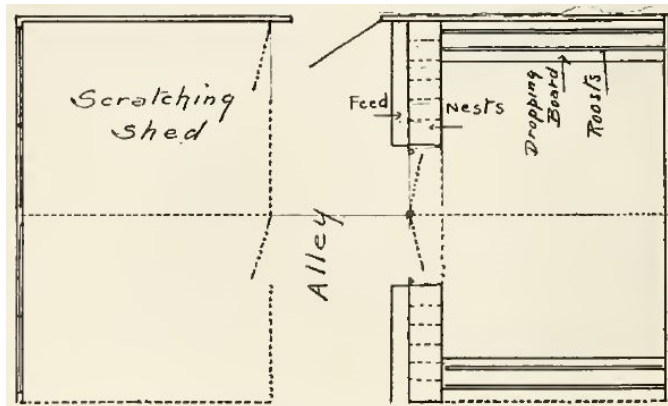 Scratching
Shed
Feed
Nests
Dropping
Board
Roosts
Alley